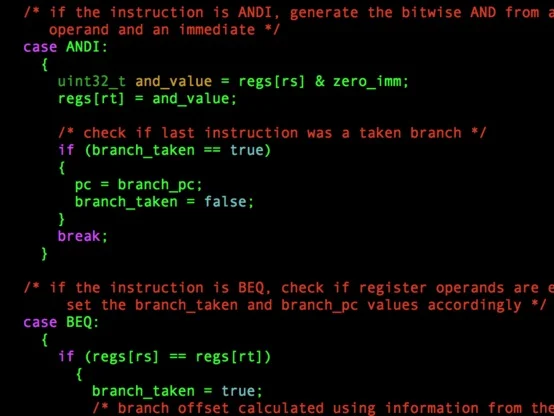 /* if the instruction is ANDI, generate the bitwise AND from a
operand and an immediate */
case ANDI:
{
uint32_t and_value = regs[rs] & zero_imm;
regs[rt] = and_value;
/* check if last instruction was a taken branch */
if (branch_taken == true)
{
pc = branch_pc;
branch_taken = false;
}
break;
}
/* if the instruction is BEQ, check if register operands are e
set the branch_taken and branch_pc values accordingly */
case BEQ:
{
if (regs[rs] == regs[rt])
{
branch_taken = true;
/* branch offset calculated using information from the